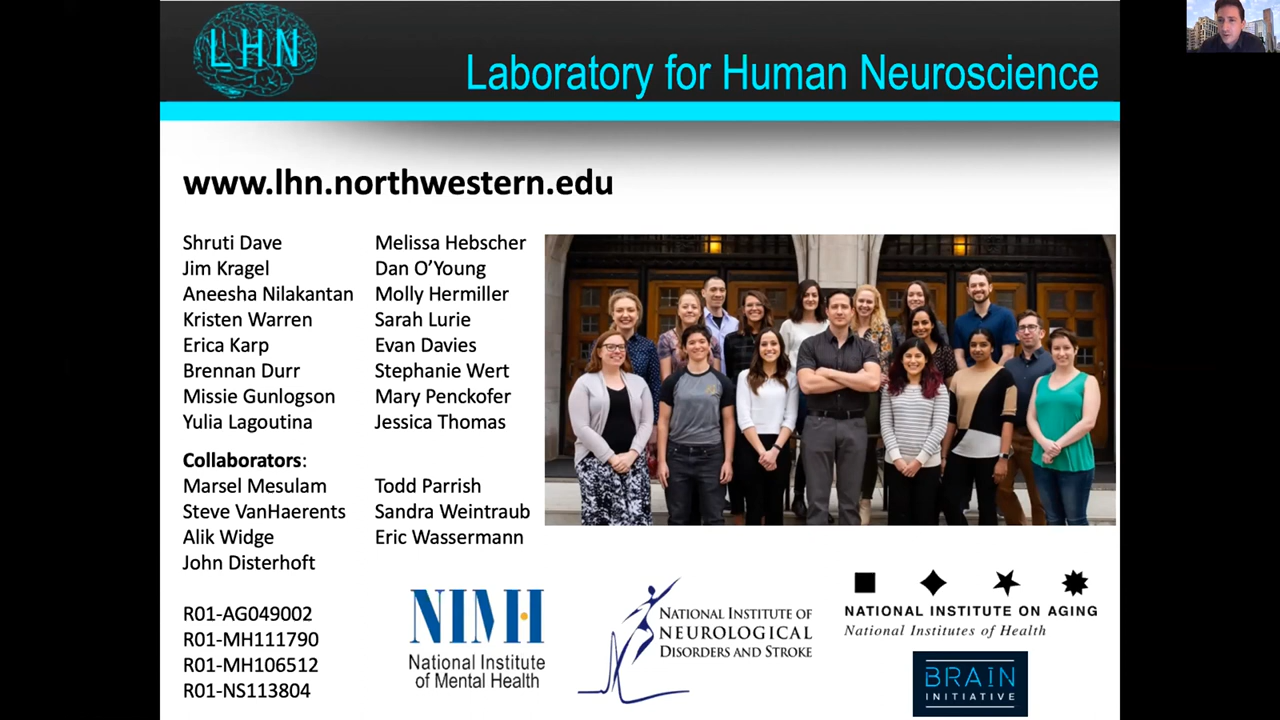 LHN
Laboratory for Human Neuroscience
www.lhn.northwestern.edu
Shruti Dave
Jim Kragel
Aneesha Nilakantan
Kristen Warren
Erica Karp
Brennan Durr
Missie Gunlogson
Yulia Lagoutina
Melissa Hebscher
Dan O’Young
Molly Hermiller
Sarah Lurie
Evan Davies
Stephanie Wert
Mary Penckofer
Jessica Thomas
Collaborators:
Marsel Mesulam
Steve VanHaerents
Alik Widge
John Disterhoft
Todd Parrish
Sandra Weintraub
Eric Wassermann
R01-AG049002
R01-MH111790
R01-MH106512
R01-NS113804
NIMH
National Institute
of Mental Health
NATIONAL INSTITUTE OF
NEUROLOGICAL
DISORDERS AND STROKE
NATIONAL INSTITUTE ON AGING
National Institutes of Health
BRAIN
INITIATIVE